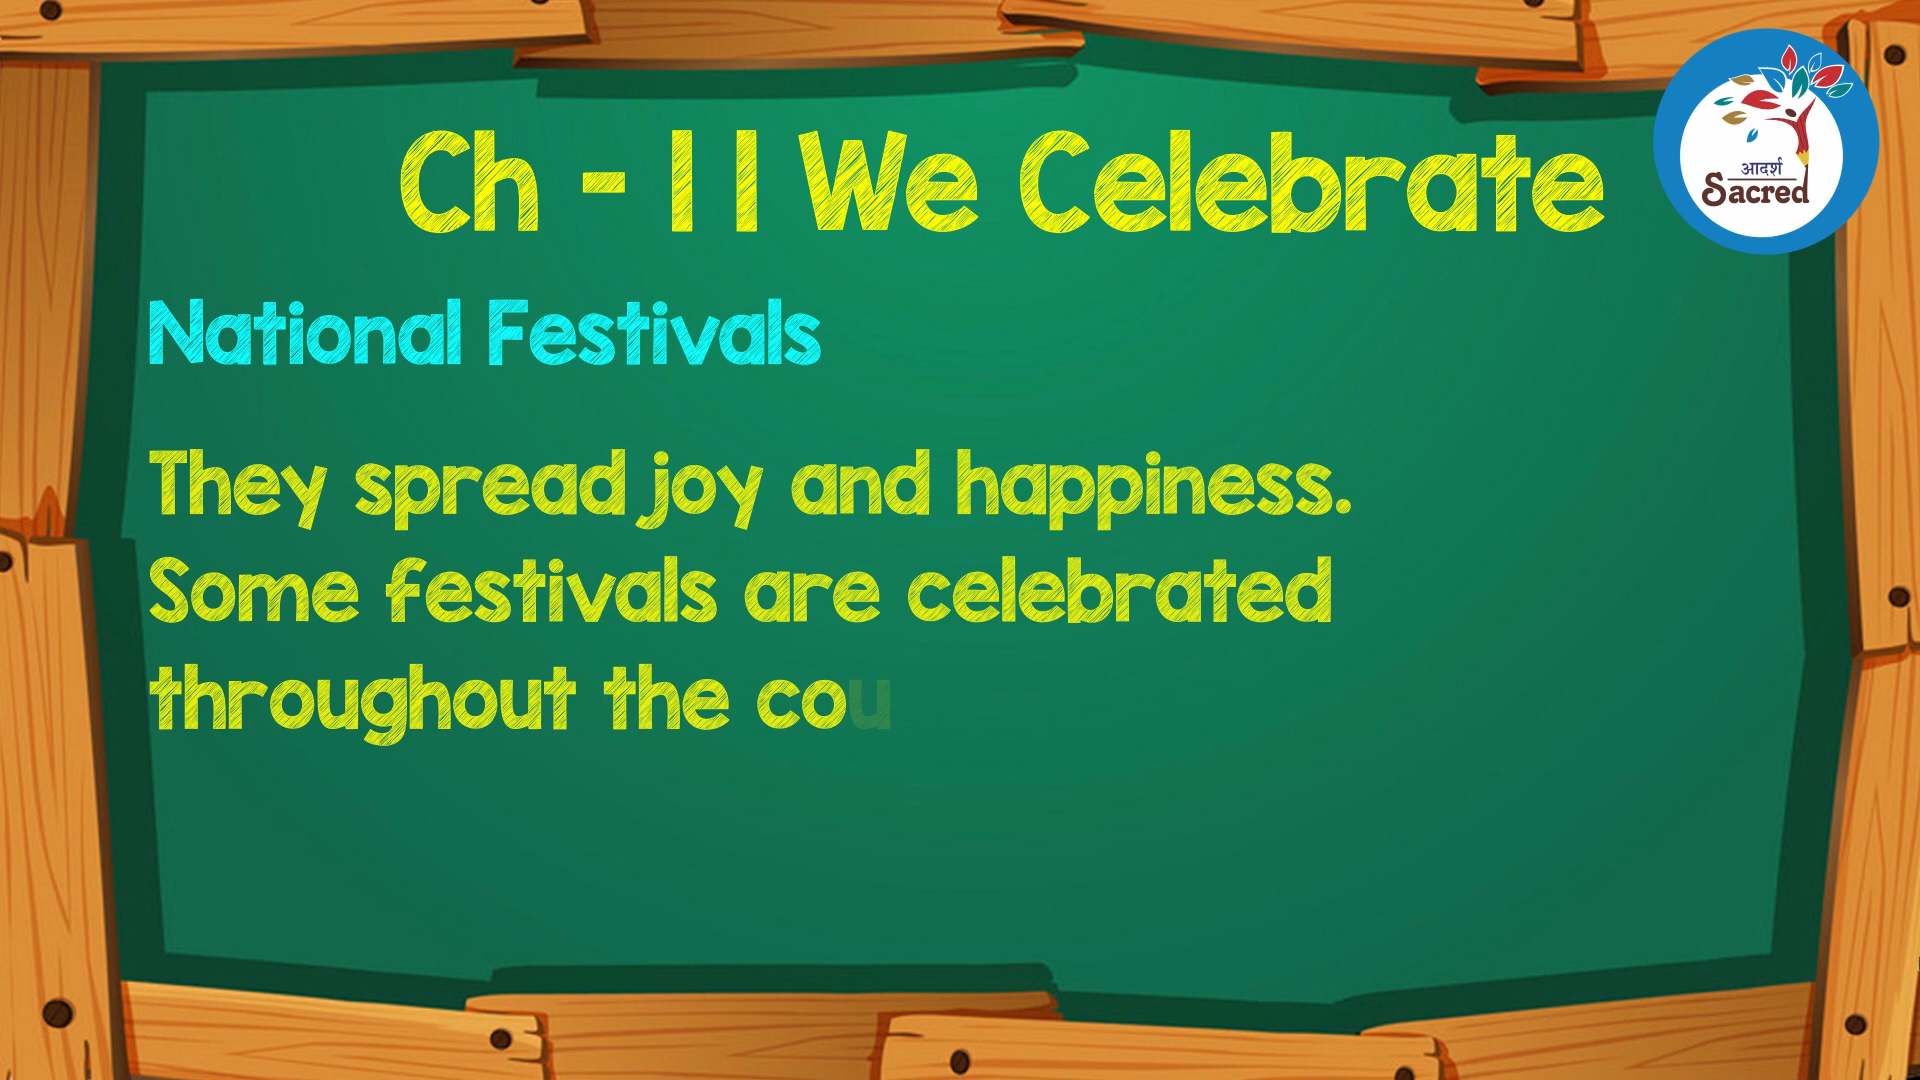 Ch - 11 We Celebrate
आदर्श
Sacred
National Festivals
They spread joy and happiness.
Some festivals are celebrated
throughout the cou